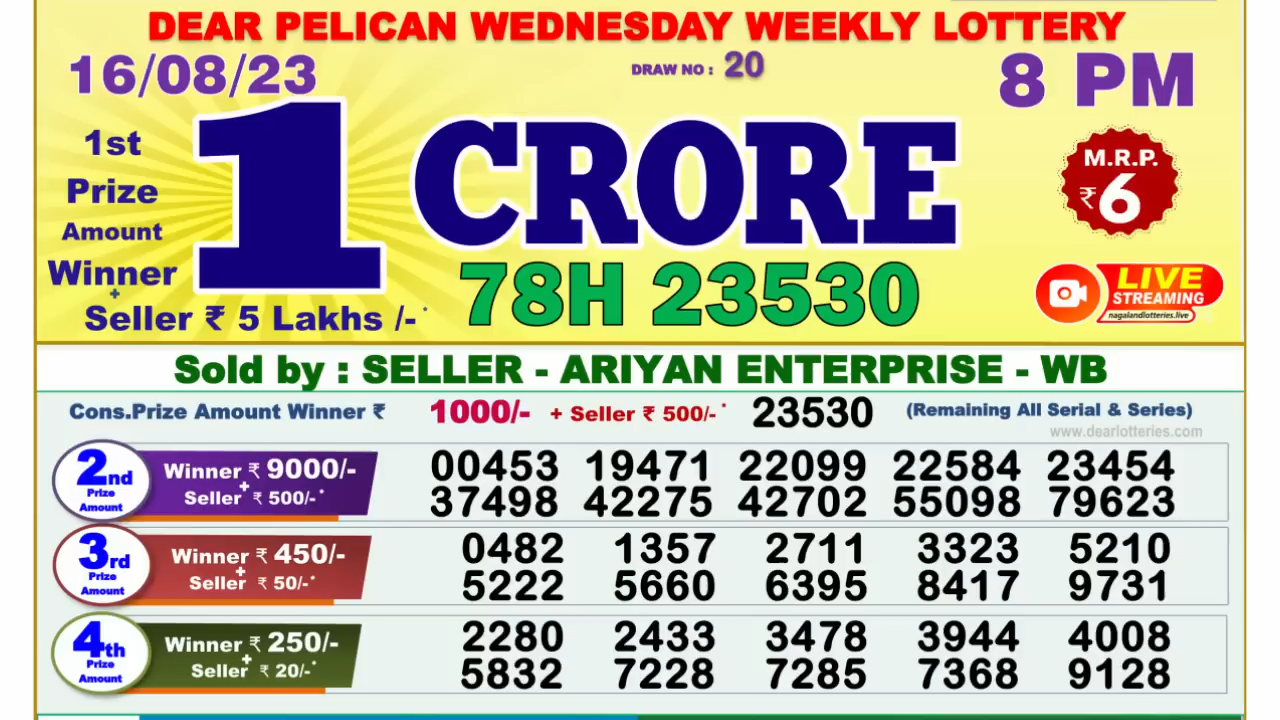 DEAR PELICAN WEDNESDAY WEEKLY LOTTERY
16/08/23
DRAW NO : 20
8 PM
1st
Prize
Amount
Winner
+
Seller ₹ 5 Lakhs /-*
1 CRORE
78H 23530
M.R.P.
₹6
LIVE
STREAMING
nagalandlotteries.live
Sold by : SELLER - ARIYAN ENTERPRISE - WB
Cons.Prize Amount Winner ₹ 1000/- + Seller ₹ 500/-* 23530 (Remaining All Serial & Series)
www.dearlotteries.com
2nd
Prize
Amount
Winner ₹ 9000/-
+
Seller ₹ 500/-*
00453 19471 22099 22584 23454
37498 42275 42702 55098 79623
3rd
Prize
Amount
Winner ₹ 450/-
+
Seller ₹ 50/-*
0482 1357 2711 3323 5210
5222 5660 6395 8417 9731
4th
Prize
Amount
Winner ₹ 250/-
+
Seller ₹ 20/-*
2280 2433 3478 3944 4008
5832 7228 7285 7368 9128